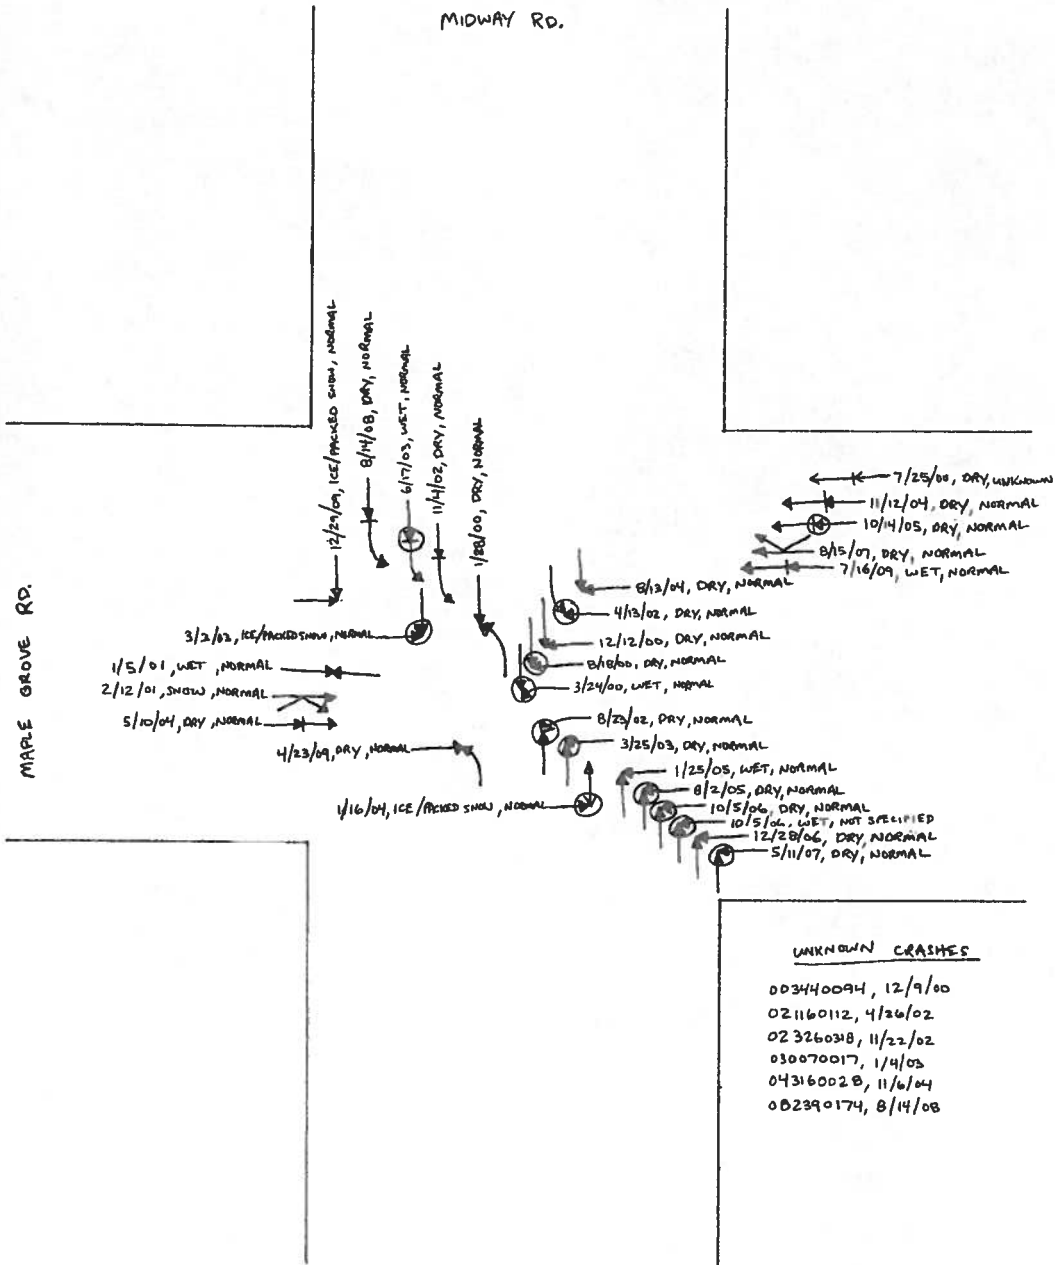 MIDWAY RD.
MAPLE GROVE RD.
12/29/09, ICE/PACKED SNOW, NORMAL
8/14/08, DRY, NORMAL
6/17/03, WET, NORMAL
11/4/02, DRY, NORMAL
1/28/00, DRY, NORMAL
7/25/00, DRY, UNKNOWN
11/12/04, DRY, NORMAL
10/14/05, DRY, NORMAL
8/15/07, DRY, NORMAL
7/16/09, WET, NORMAL
8/13/04, DRY, NORMAL
4/13/02, DRY, NORMAL
12/12/00, DRY, NORMAL
8/18/00, DRY, NORMAL
3/24/00, WET, NORMAL
3/2/02, ICE/PACKED SNOW, NORMAL
1/5/01, WET, NORMAL
2/12/01, SNOW, NORMAL
5/10/04, DRY, NORMAL
4/23/09, DRY, NORMAL
1/16/04, ICE/PACKED SNOW, NORMAL
8/23/02, DRY, NORMAL
3/25/03, DRY, NORMAL
1/25/05, WET, NORMAL
8/2/05, DRY, NORMAL
10/5/06, DRY, NORMAL
10/5/06, WET, NOT SPECIFIED
12/28/06, DRY, NORMAL
5/11/07, DRY, NORMAL
UNKNOWN CRASHES
003440094, 12/9/00
021160112, 4/26/02
023260318, 11/22/02
030070017, 1/4/03
043160028, 11/6/04
082390174, 8/14/08